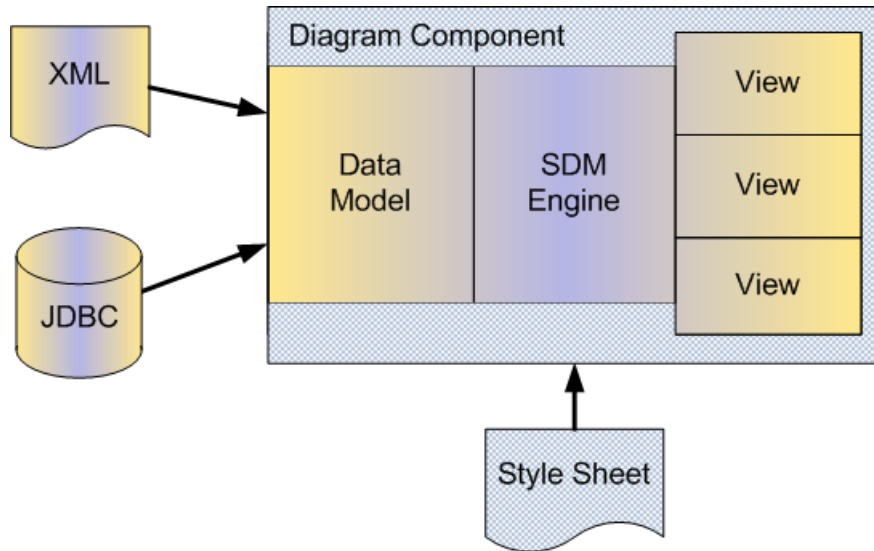 XML
Diagram Component
View
Data
Model
SDM
Engine
View
JDBC
View
Style Sheet